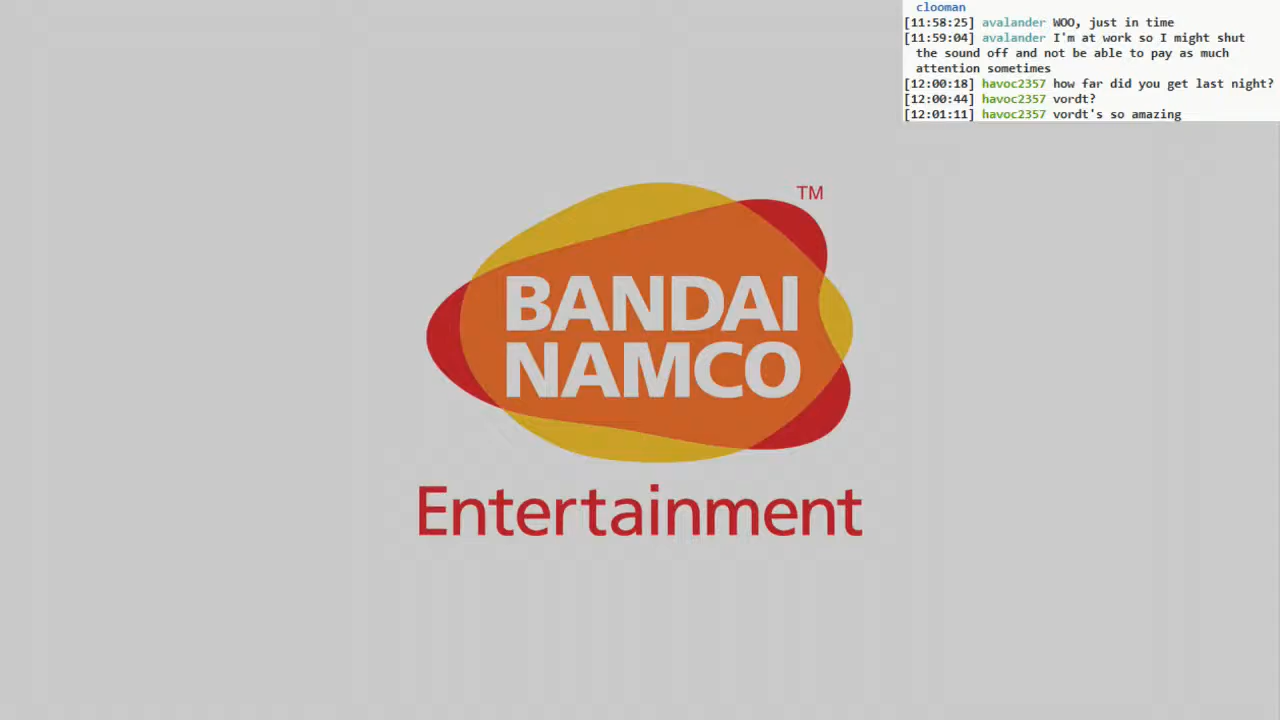 clooman
[11:58:25] avalander WOO, just in time
[11:59:04] avalander I'm at work so I might shut
the sound off and not be able to pay as much
attention sometimes
[12:00:18] havoc2357 how far did you get last night?
[12:00:44] havoc2357 vordt?
[12:01:11] havoc2357 vordt's so amazing
TM
BANDAI
NAMCO
Entertainment